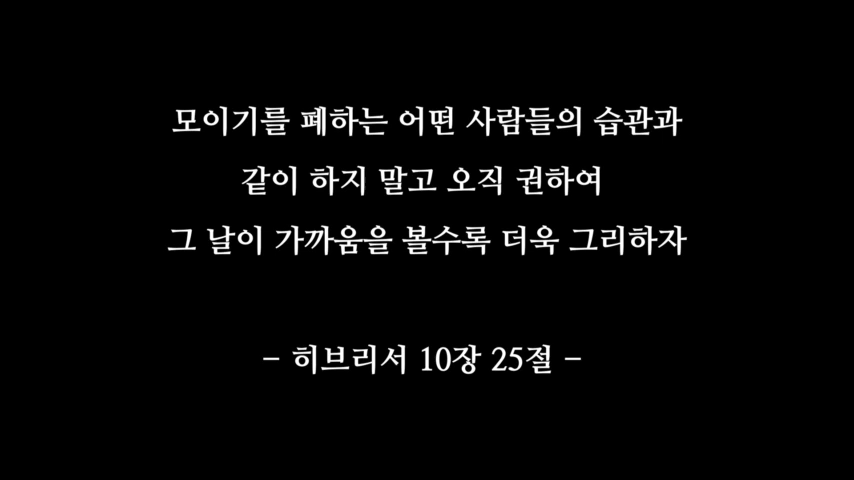 모이기를 폐하는 어떤 사람들의 습관과
같이 하지 말고 오직 권하여
그 날이 가까움을 볼수록 더욱 그리하자
– 히브리서 10장 25절 –